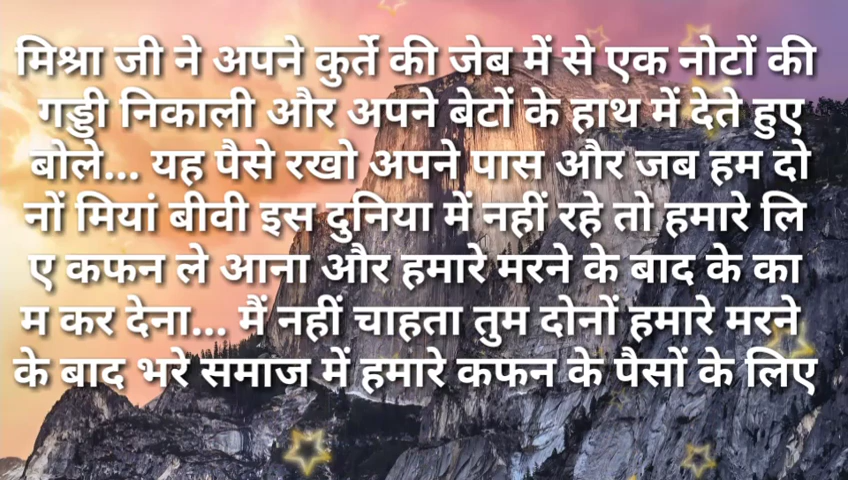 मिश्रा जी ने अपने कुर्ते की जेब में से एक नोटों की
गड्डी निकाली और अपने बेटों के हाथ में देते हुए
बोले... यह पैसे रखो अपने पास और जब हम दो
नों मियां बीवी इस दुनिया में नहीं रहे तो हमारे लि
ए कफन ले आना और हमारे मरने के बाद के का
म कर देना... मैं नहीं चाहता तुम दोनों हमारे मरने
के बाद भरे समाज में हमारे कफन के पैसों के लिए